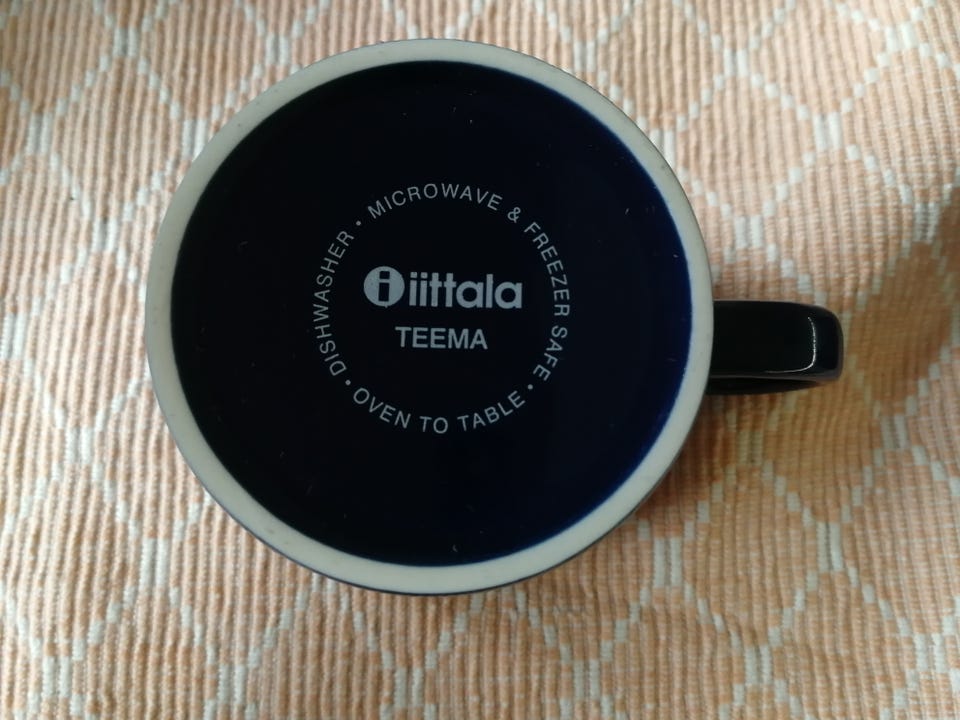 DISHWASHER • MICROWAVE & FREEZER SAFE • OVEN TO TABLE •
i iittala
TEEMA